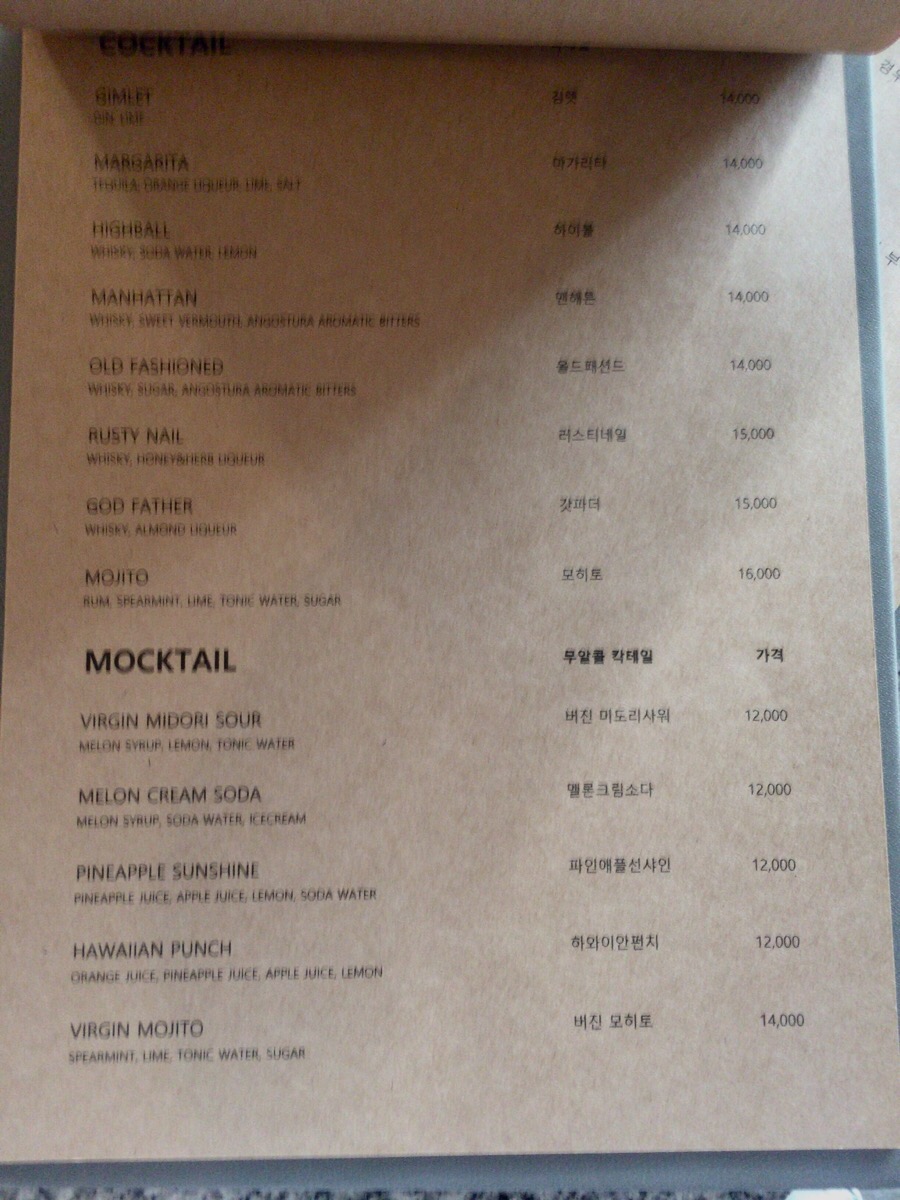 COCKTAIL
GIMLET 김렛 14,000
GIN, LIME
MARGARITA 마가리타 14,000
TEQUILA, ORANGE LIQUEUR, LIME, SALT
HIGHBALL 하이볼 14,000
WHISKY, SODA WATER, LEMON
MANHATTAN 맨해튼 14,000
WHISKY, SWEET VERMOUTH, ANGOSTURA AROMATIC BITTERS
OLD FASHIONED 올드패션드 14,000
WHISKY, SUGAR, ANGOSTURA AROMATIC BITTERS
RUSTY NAIL 러스티네일 15,000
WHISKY, HONEY&HERB LIQUEUR
GOD FATHER 갓파더 15,000
WHISKY, ALMOND LIQUEUR
MOJITO 모히토 16,000
RUM, SPEARMINT, LIME, TONIC WATER, SUGAR
MOCKTAIL 무알콜 칵테일 가격
VIRGIN MIDORI SOUR 버진 미도리사워 12,000
MELON SYRUP, LEMON, TONIC WATER
MELON CREAM SODA 멜론크림소다 12,000
MELON SYRUP, SODA WATER, ICECREAM
PINEAPPLE SUNSHINE 파인애플선샤인 12,000
PINEAPPLE JUICE, APPLE JUICE, LEMON, SODA WATER
HAWAIIAN PUNCH 하와이안펀치 12,000
ORANGE JUICE, PINEAPPLE JUICE, APPLE JUICE, LEMON
VIRGIN MOJITO 버진 모히토 14,000
SPEARMINT, LIME, TONIC WATER, SUGAR